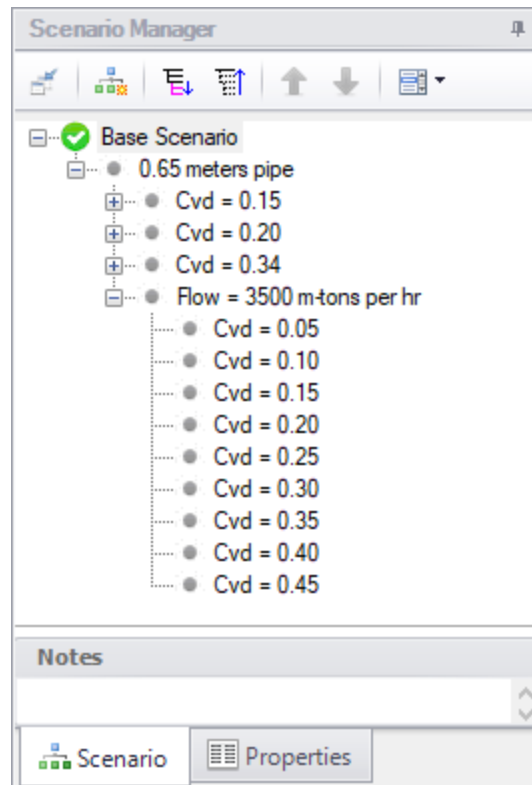 Scenario Manager
Base Scenario
0.65 meters pipe
Cvd = 0.15
Cvd = 0.20
Cvd = 0.34
Flow = 3500 m-tons per hr
Cvd = 0.05
Cvd = 0.10
Cvd = 0.15
Cvd = 0.20
Cvd = 0.25
Cvd = 0.30
Cvd = 0.35
Cvd = 0.40
Cvd = 0.45
Notes
Scenario Properties